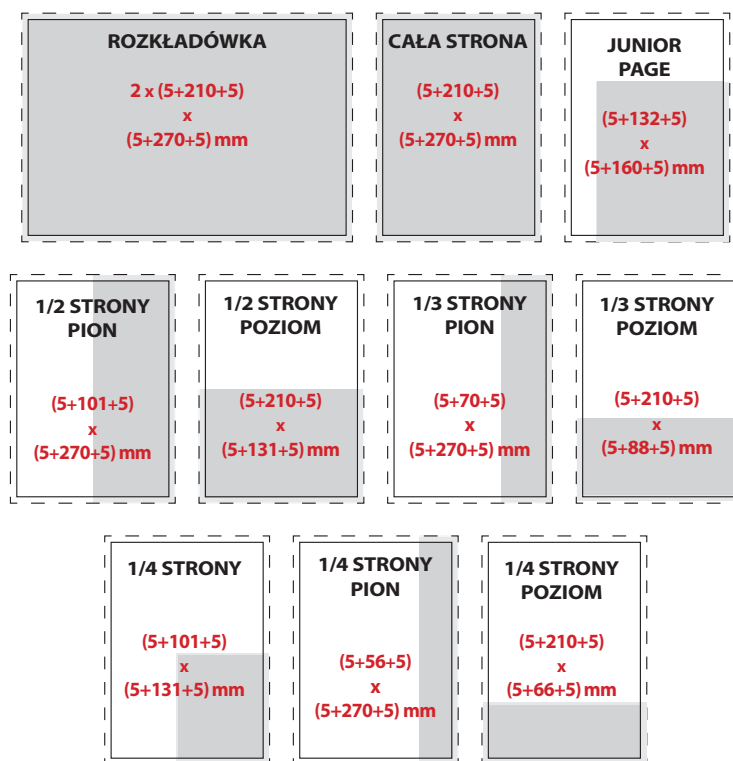 ROZKŁADÓWKA
2 x (5+210+5)
x
(5+270+5) mm
CAŁA STRONA
(5+210+5)
x
(5+270+5) mm
JUNIOR
PAGE
(5+132+5)
x
(5+160+5) mm
1/2 STRONY
PION
(5+101+5)
x
(5+270+5) mm
1/2 STRONY
POZIOM
(5+210+5)
x
(5+131+5) mm
1/3 STRONY
PION
(5+70+5)
x
(5+270+5) mm
1/3 STRONY
POZIOM
(5+210+5)
x
(5+88+5) mm
1/4 STRONY
(5+101+5)
x
(5+131+5) mm
1/4 STRONY
PION
(5+56+5)
x
(5+270+5) mm
1/4 STRONY
POZIOM
(5+210+5)
x
(5+66+5) mm